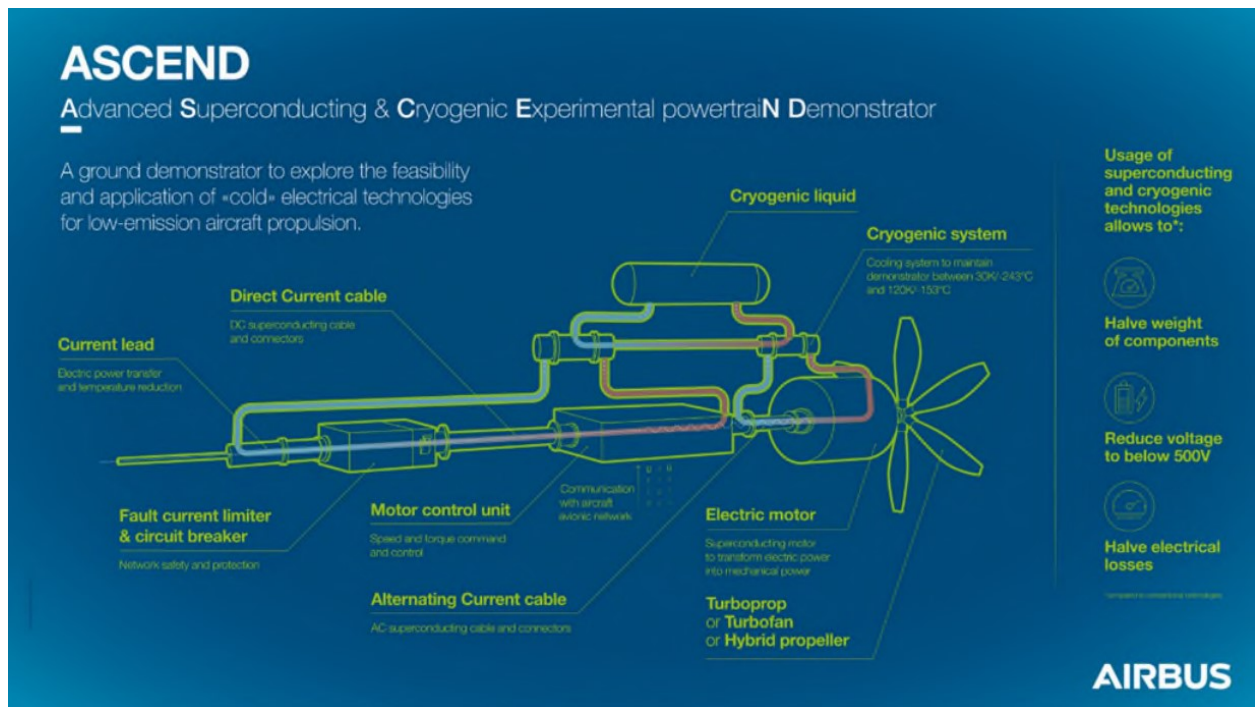 ASCEND
Advanced Superconducting & Cryogenic Experimental powertraiN Demonstrator
A ground demonstrator to explore the feasibility
and application of «cold» electrical technologies
for low-emission aircraft propulsion.
Cryogenic liquid
Cryogenic system
Cooling system to maintain
demonstrator between 30K/-243°C
and 120K/-153°C
Direct Current cable
DC superconducting cable
and connectors
Current lead
Electric power transfer
and temperature reduction
Fault current limiter
& circuit breaker
Network safety and protection
Motor control unit
Speed and torque command
and control
Communication
with aircraft
avionic network
Alternating Current cable
AC superconducting cable and connectors
Electric motor
Superconducting motor
to transform electric power
into mechanical power
Turboprop
or Turbofan
or Hybrid propeller
Usage of
superconducting
and cryogenic
technologies
allows to*:
Halve weight
of components
Reduce voltage
to below 500V
Halve electrical
losses
*compared to conventional technologies
AIRBUS